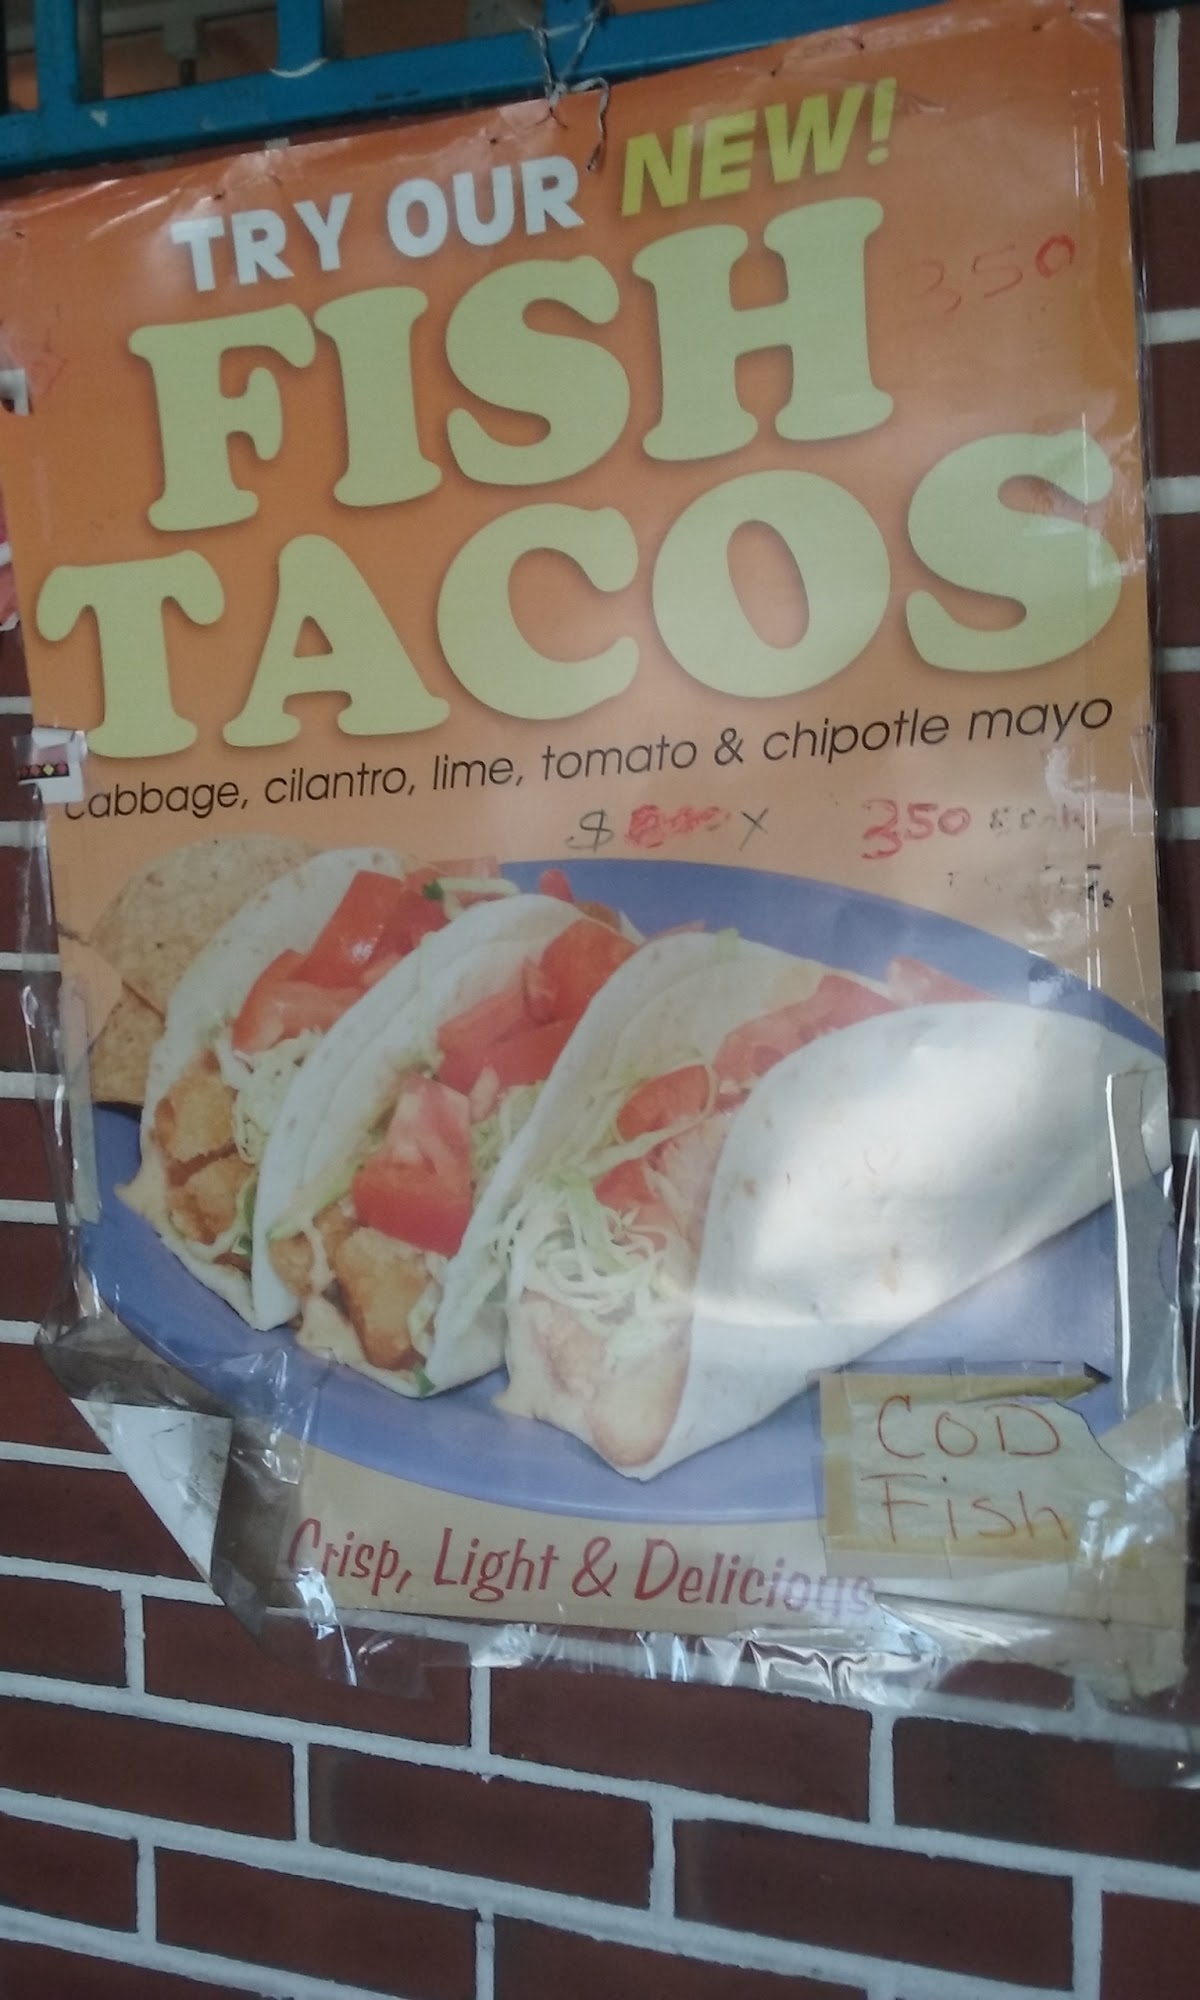 TRY OUR NEW!
FISH
350
TACOS
cabbage, cilantro, lime, tomato & chipotle mayo
$ x 350
COD
Fish
Crisp, Light & Delicious